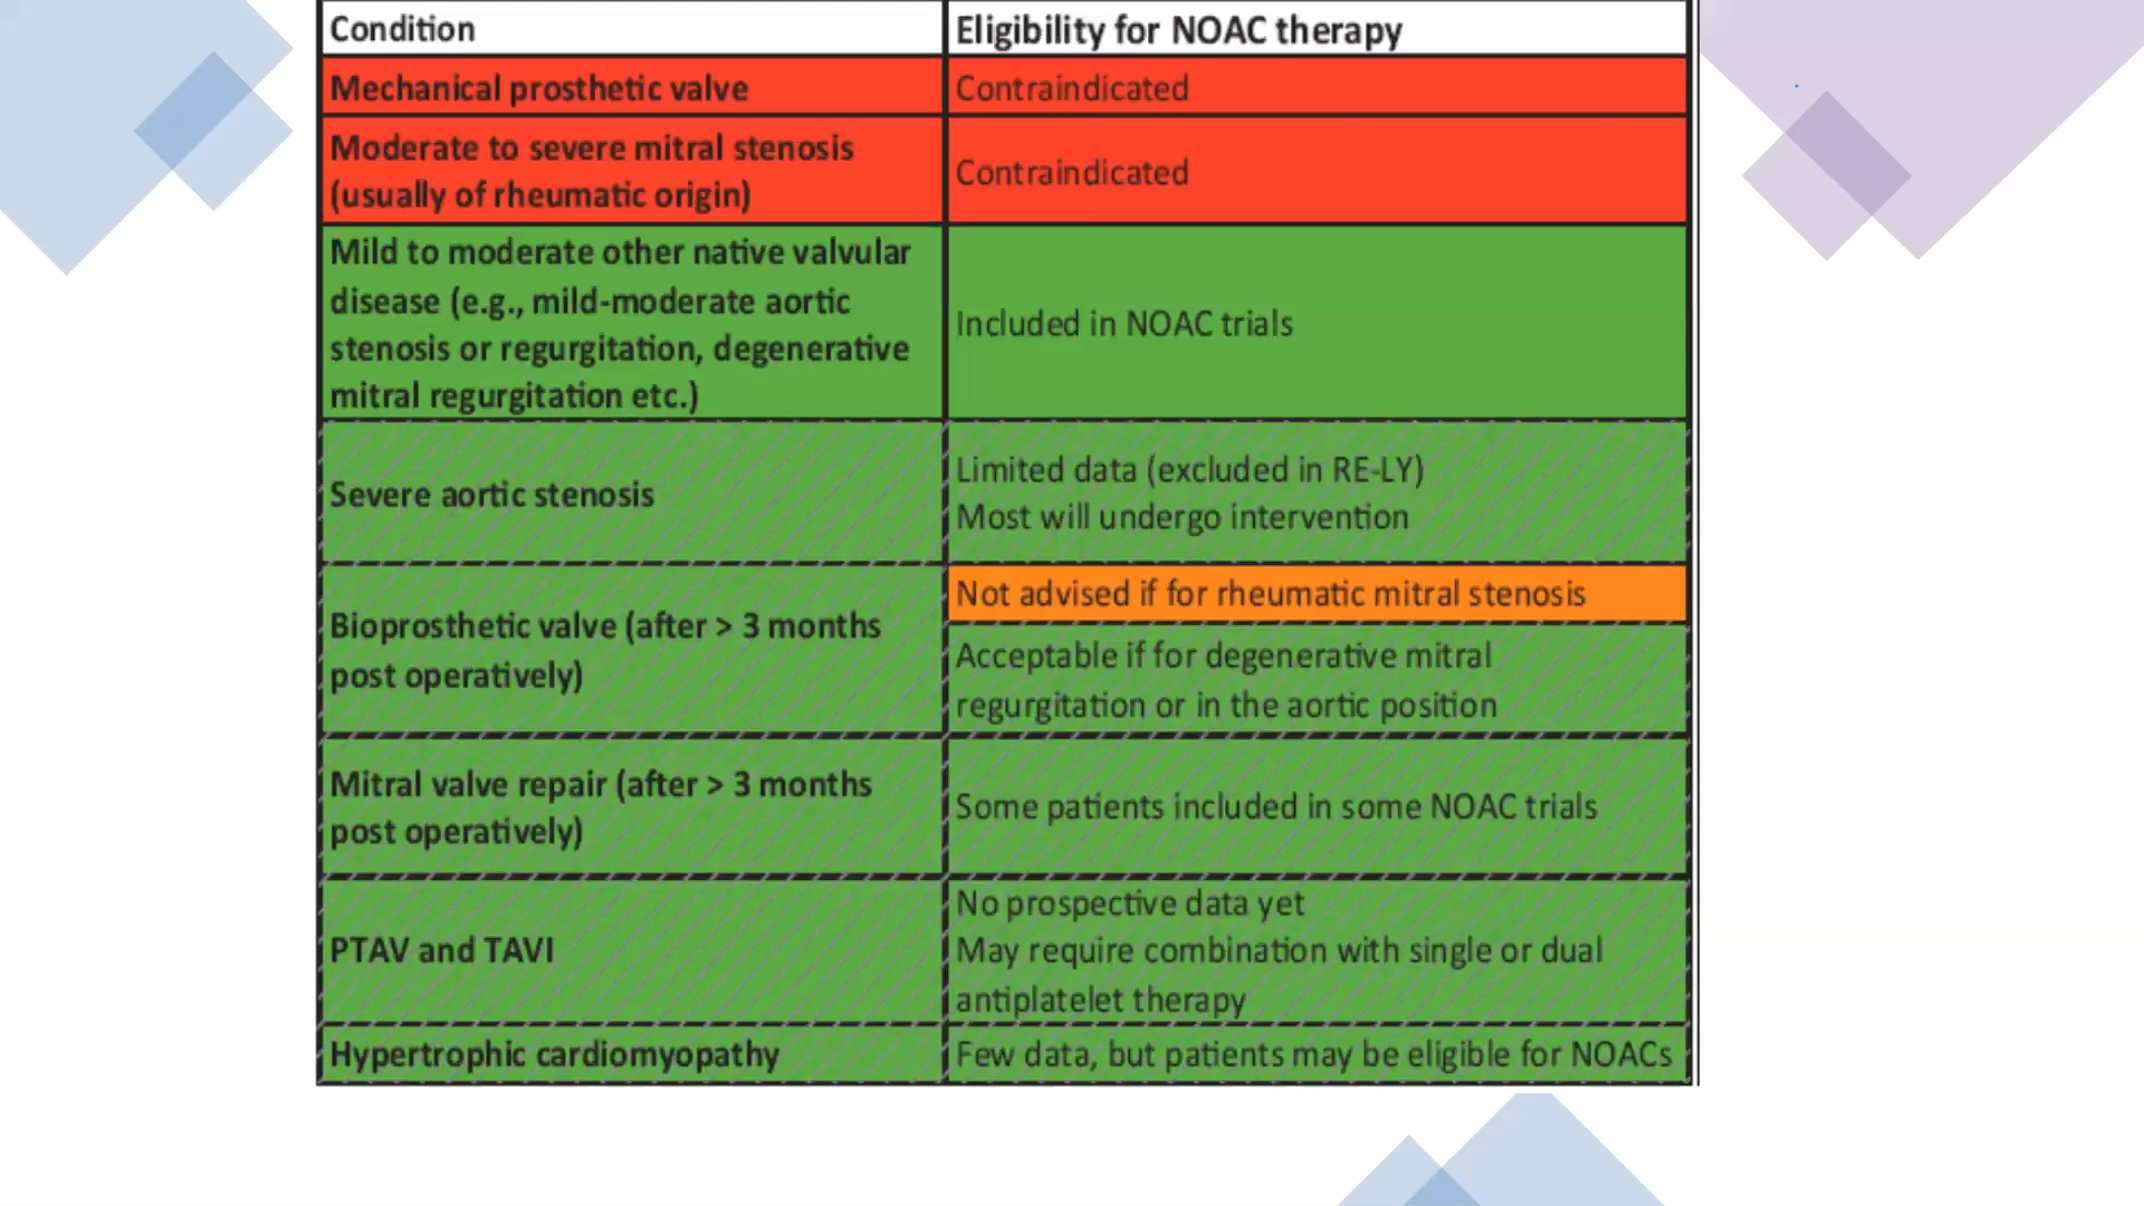 Condition
Eligibility for NOAC therapy
Mechanical prosthetic valve
Contraindicated
Moderate to severe mitral stenosis
(usually of rheumatic origin)
Contraindicated
Mild to moderate other native valvular
disease (e.g., mild-moderate aortic
stenosis or regurgitation, degenerative
mitral regurgitation etc.)
Included in NOAC trials
Severe aortic stenosis
Limited data (excluded in RE-LY)
Most will undergo intervention
Bioprosthetic valve (after > 3 months
post operatively)
Not advised if for rheumatic mitral stenosis
Acceptable if for degenerative mitral
regurgitation or in the aortic position
Mitral valve repair (after > 3 months
post operatively)
Some patients included in some NOAC trials
PTAV and TAVI
No prospective data yet
May require combination with single or dual
antiplatelet therapy
Hypertrophic cardiomyopathy
Few data, but patients may be eligible for NOACs